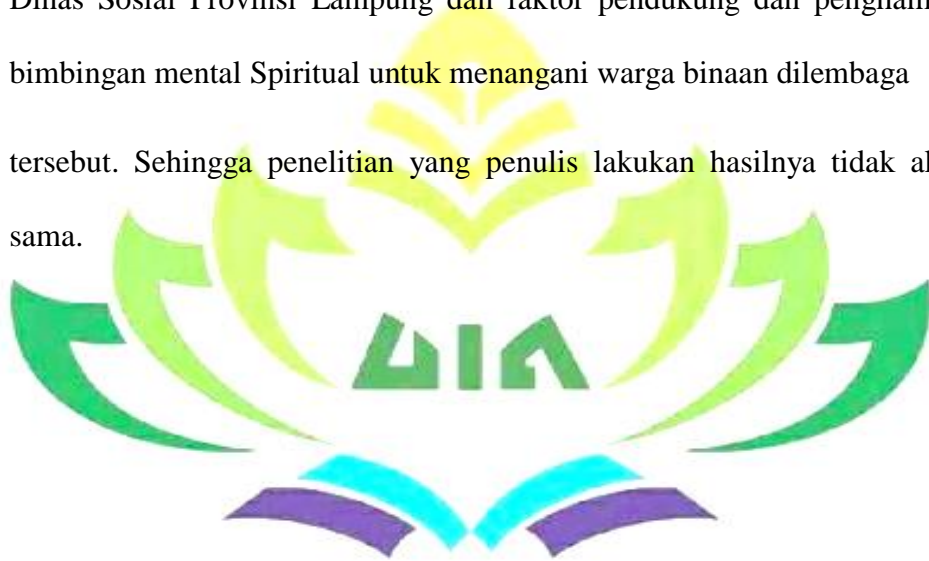 Dinas Sosial Provinsi Lampung dan faktor pendukung dan
bimbingan mental Spiritual untuk menangani warga binaan dilembaga
tersebut. Sehingga penelitian yang penulis lakukan hasilnya tidak
sama.
UIN